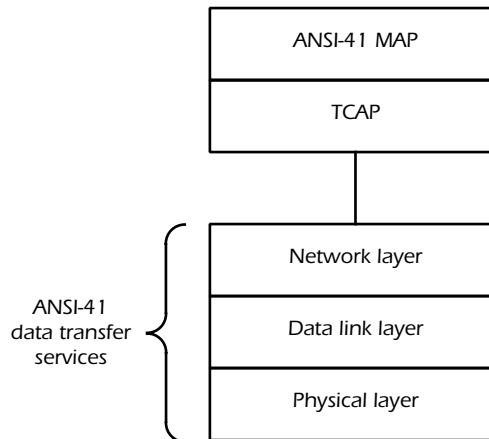 ANSI-41 MAP
TCAP
Network layer
ANSI-41
data transfer
services
Data link layer
Physical layer